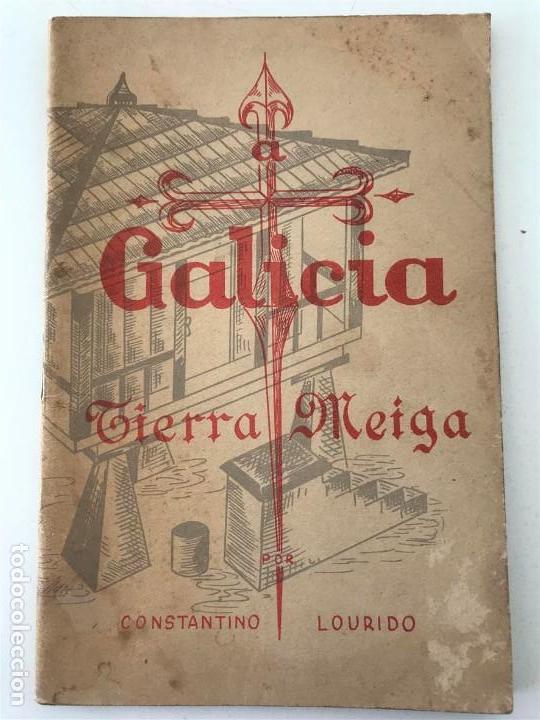 a
Galicia
Tierra Meiga
POR
CONSTANTINO LOURIDO
todocoleccion